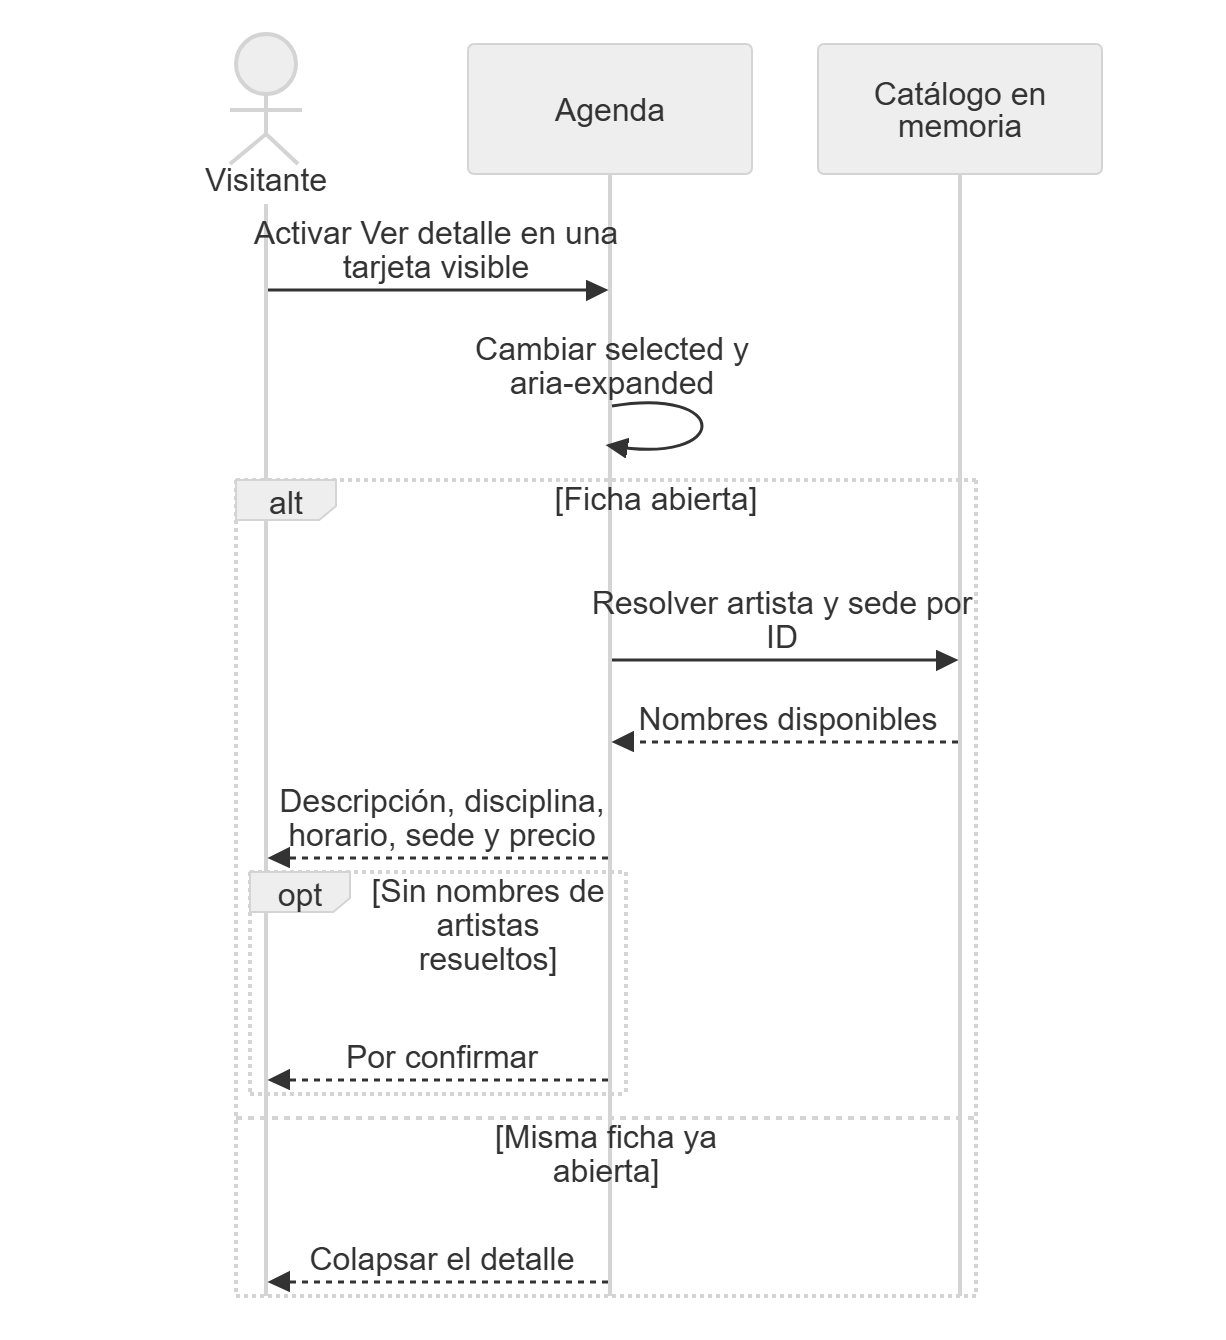 Visitante
Agenda
Catálogo en
memoria
Activar Ver detalle en una
tarjeta visible
Cambiar selected y
aria-expanded
alt
[Ficha abierta]
Resolver artista y sede por
ID
Nombres disponibles
Descripción, disciplina,
horario, sede y precio
opt
[Sin nombres de
artistas
resueltos]
Por confirmar
[Misma ficha ya
abierta]
Colapsar el detalle